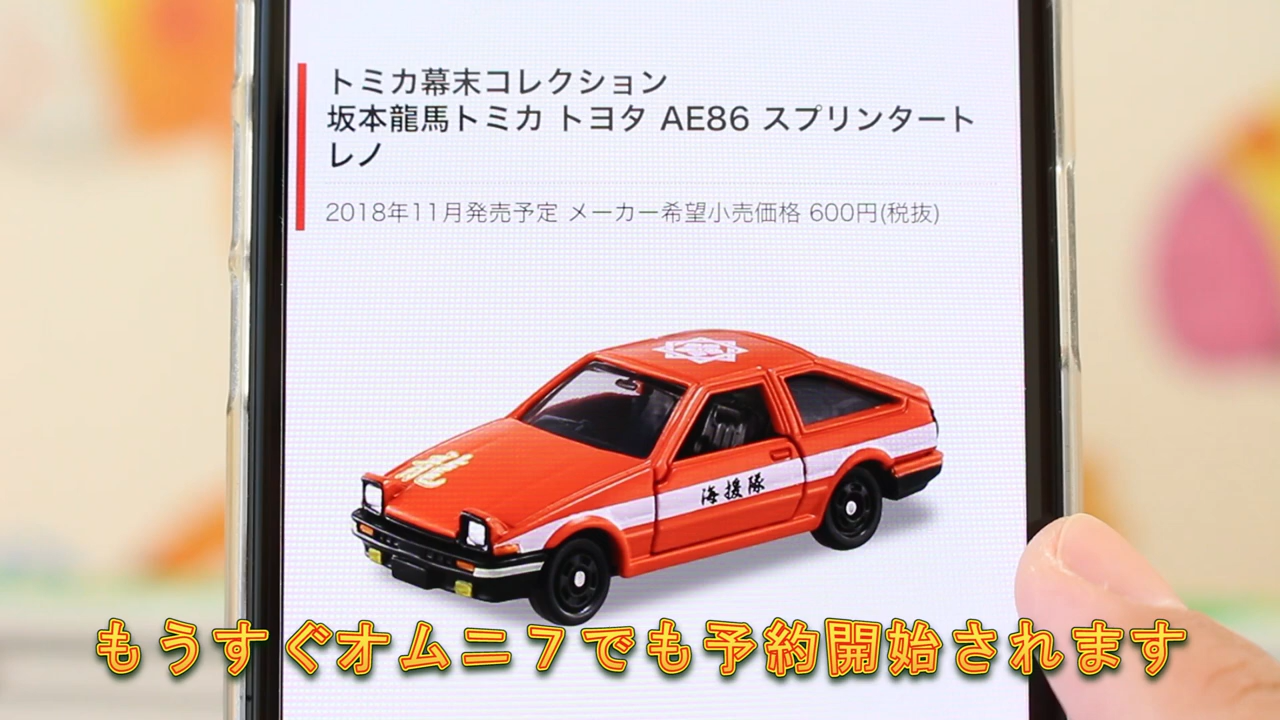 トミカ幕末コレクション
坂本龍馬トミカ トヨタ AE86 スプリンタート
レノ
2018年11月発売予定 メーカー希望小売価格 600円(税抜)
龍
海援隊
もうすぐオムニ7でも予約開始されます